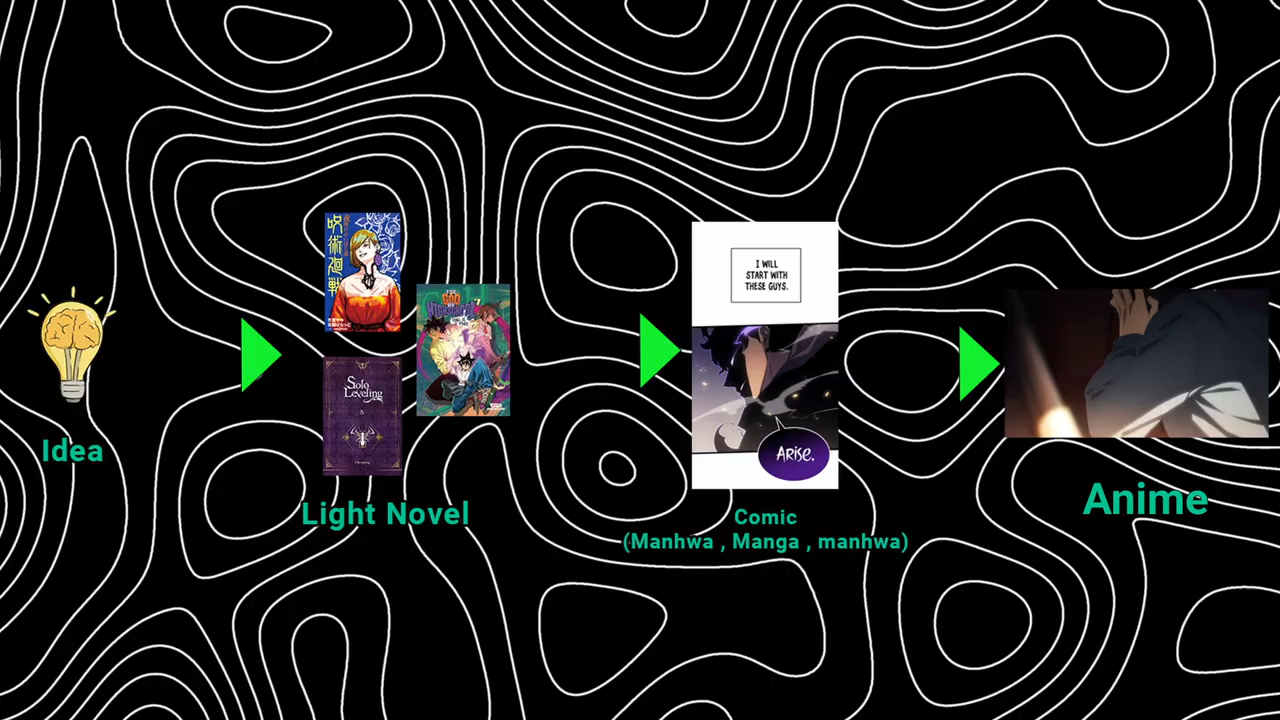 Idea
呪術廻戦
Solo
Leveling
Light Novel
I WILL
START WITH
THESE GUYS.
ARISE.
Comic
(Manhwa , Manga , manhwa)
Anime